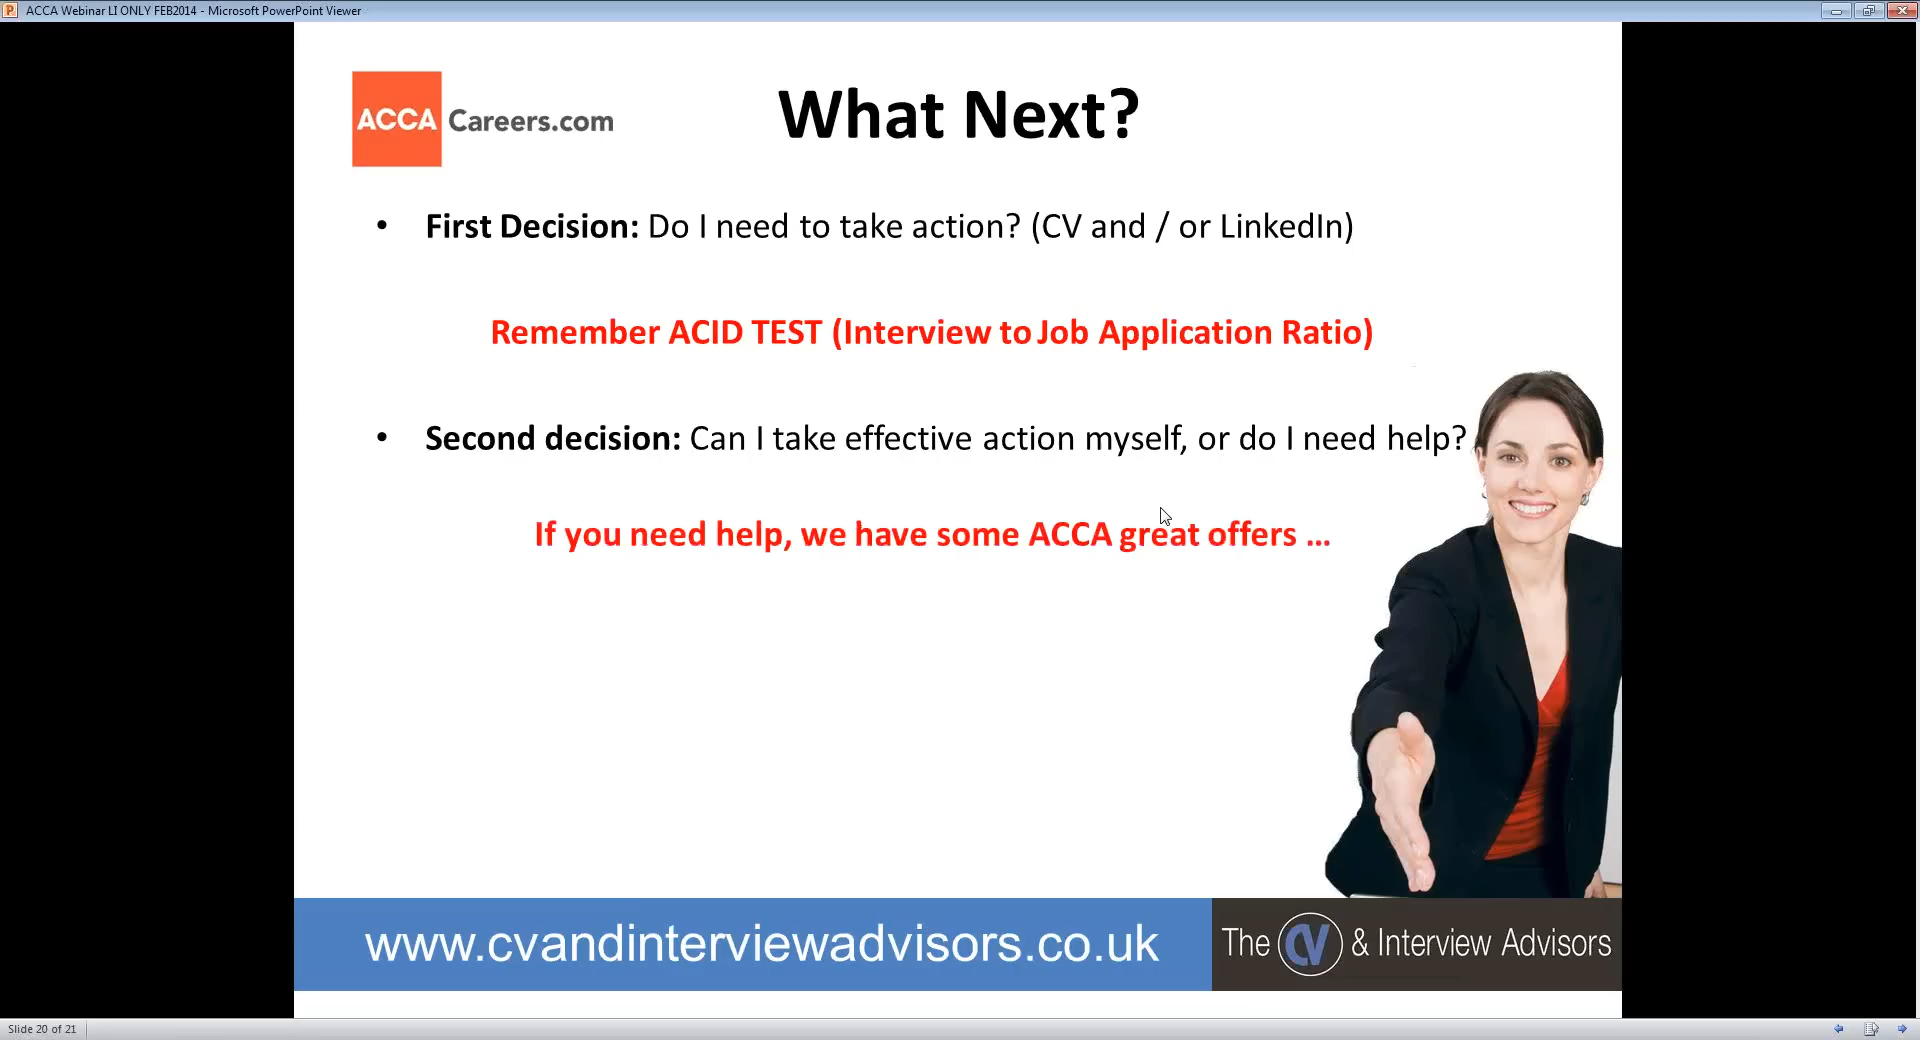 ACCA Webinar LI ONLY FEB2014 - Microsoft PowerPoint Viewer
ACCA Careers.com
What Next?
• First Decision: Do I need to take action? (CV and / or LinkedIn)
Remember ACID TEST (Interview to Job Application Ratio)
• Second decision: Can I take effective action myself, or do I need help?
If you need help, we have some ACCA great offers ...
www.cvandinterviewadvisors.co.uk
The CV & Interview Advisors
Slide 20 of 21